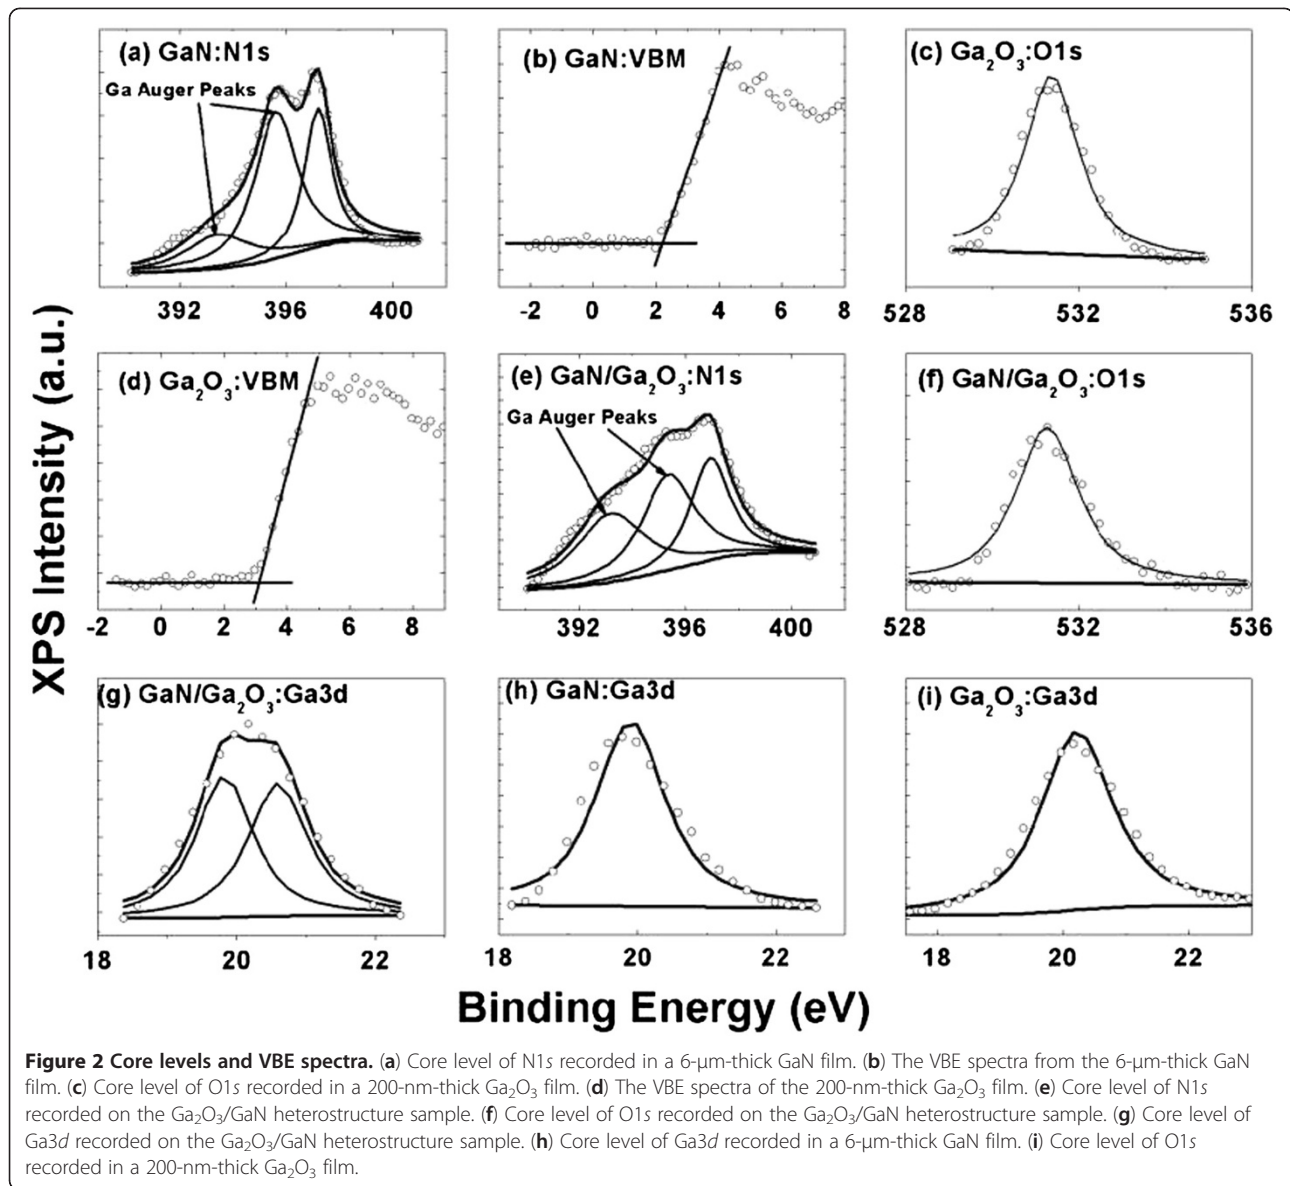 (a) GaN:N1s
Ga Auger Peaks
392 396 400
(b) GaN:VBM
-2 0 2 4 6 8
(c) Ga₂O₃:O1s
528 532 536
(d) Ga₂O₃:VBM
-2 0 2 4 6 8
(e) GaN/Ga₂O₃:N1s
Ga Auger Peaks
392 396 400
(f) GaN/Ga₂O₃:O1s
528 532 536
(g) GaN/Ga₂O₃:Ga3d
18 20 22
(h) GaN:Ga3d
18 20 22
(i) Ga₂O₃:Ga3d
18 20 22
XPS Intensity (a.u.)
Binding Energy (eV)
Figure 2 Core levels and VBE spectra. (a) Core level of N1s recorded in a 6-μm-thick GaN film. (b) The VBE spectra from the 6-μm-thick GaN
film. (c) Core level of O1s recorded in a 200-nm-thick Ga₂O₃ film. (d) The VBE spectra of the 200-nm-thick Ga₂O₃ film. (e) Core level of N1s
recorded on the Ga₂O₃/GaN heterostructure sample. (f) Core level of O1s recorded on the Ga₂O₃/GaN heterostructure sample. (g) Core level of
Ga3d recorded on the Ga₂O₃/GaN heterostructure sample. (h) Core level of Ga3d recorded in a 6-μm-thick GaN film. (i) Core level of O1s
recorded in a 200-nm-thick Ga₂O₃ film.